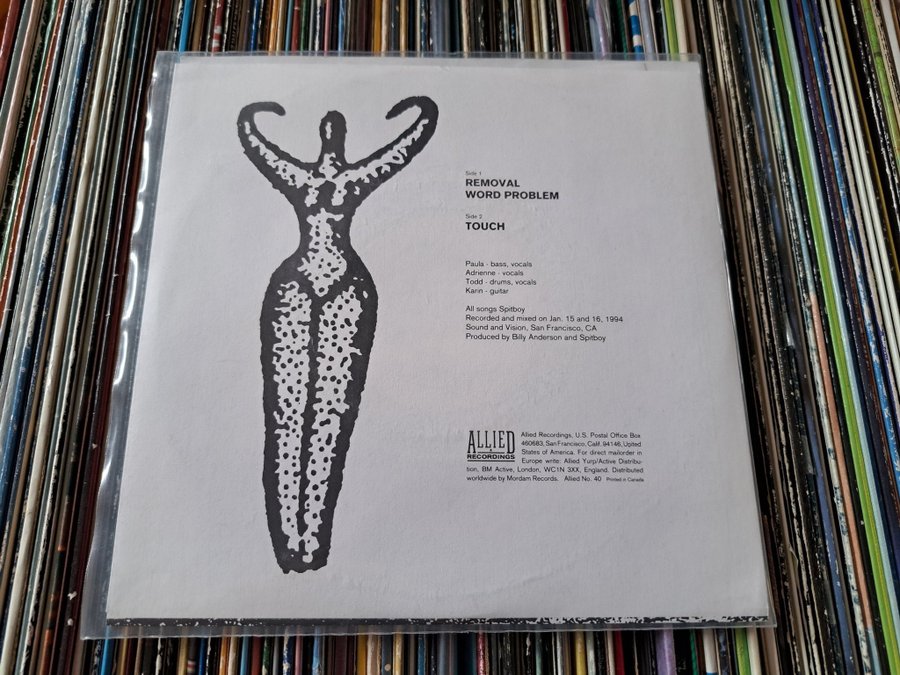 Side 1
REMOVAL
WORD PROBLEM
Side 2
TOUCH
Paula - bass, vocals
Adrienne - vocals
Todd - drums, vocals
Karin - guitar
All songs Spitboy
Recorded and mixed on Jan. 15 and 16, 1994
Sound and Vision, San Francisco, CA
Produced by Billy Anderson and Spitboy
ALLIED
RECORDINGS
Allied Recordings, U.S. Postal Office Box
460683, San Francisco, Calif. 94146, United
States of America. For direct mailorder in
Europe write: Allied Yurp/Active Distribu-
tion, BM Active, London, WC1N 3XX, England. Distributed
worldwide by Mordam Records. Allied No. 40 Printed in Canada